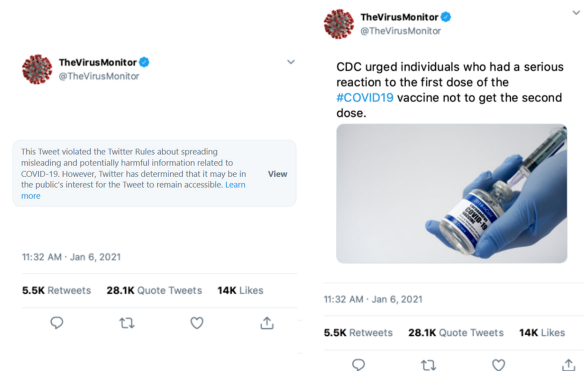 TheVirusMonitor
@TheVirusMonitor
This Tweet violated the Twitter Rules about spreading
misleading and potentially harmful information related to
COVID-19. However, Twitter has determined that it may be in
the public's interest for the Tweet to remain accessible. Learn
more
View
11:32 AM · Jan 6, 2021
5.5K Retweets 28.1K Quote Tweets 14K Likes
TheVirusMonitor
@TheVirusMonitor
CDC urged individuals who had a serious
reaction to the first dose of the
#COVID19 vaccine not to get the second
dose.
COVID-19
11:32 AM · Jan 6, 2021
5.5K Retweets 28.1K Quote Tweets 14K Likes